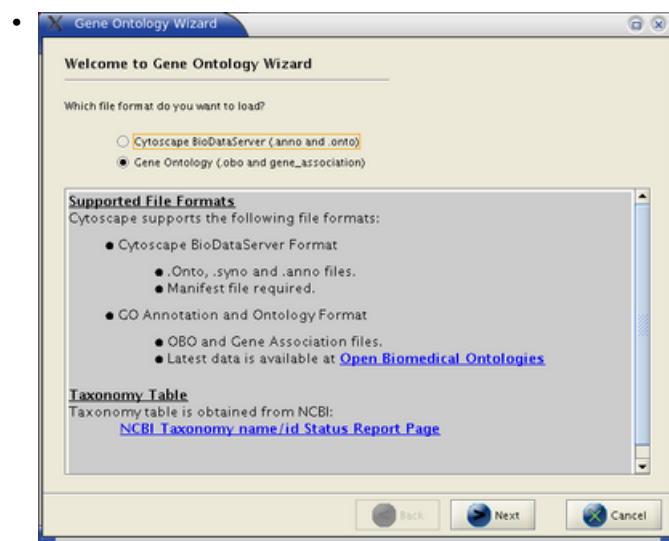 Gene Ontology Wizard
Welcome to Gene Ontology Wizard
Which file format do you want to load?
Cytoscape BioDataServer (.anno and .onto)
Gene Ontology (.obo and gene_association)
Supported File Formats
Cytoscape supports the following file formats:
Cytoscape BioDataServer Format
.Onto, .syno and .anno files.
Manifest file required.
GO Annotation and Ontology Format
OBO and Gene Association files.
Latest data is available at Open Biomedical Ontologies
Taxonomy Table
Taxonomy table is obtained from NCBI:
NCBI Taxonomy name/id Status Report Page
Back Next Cancel